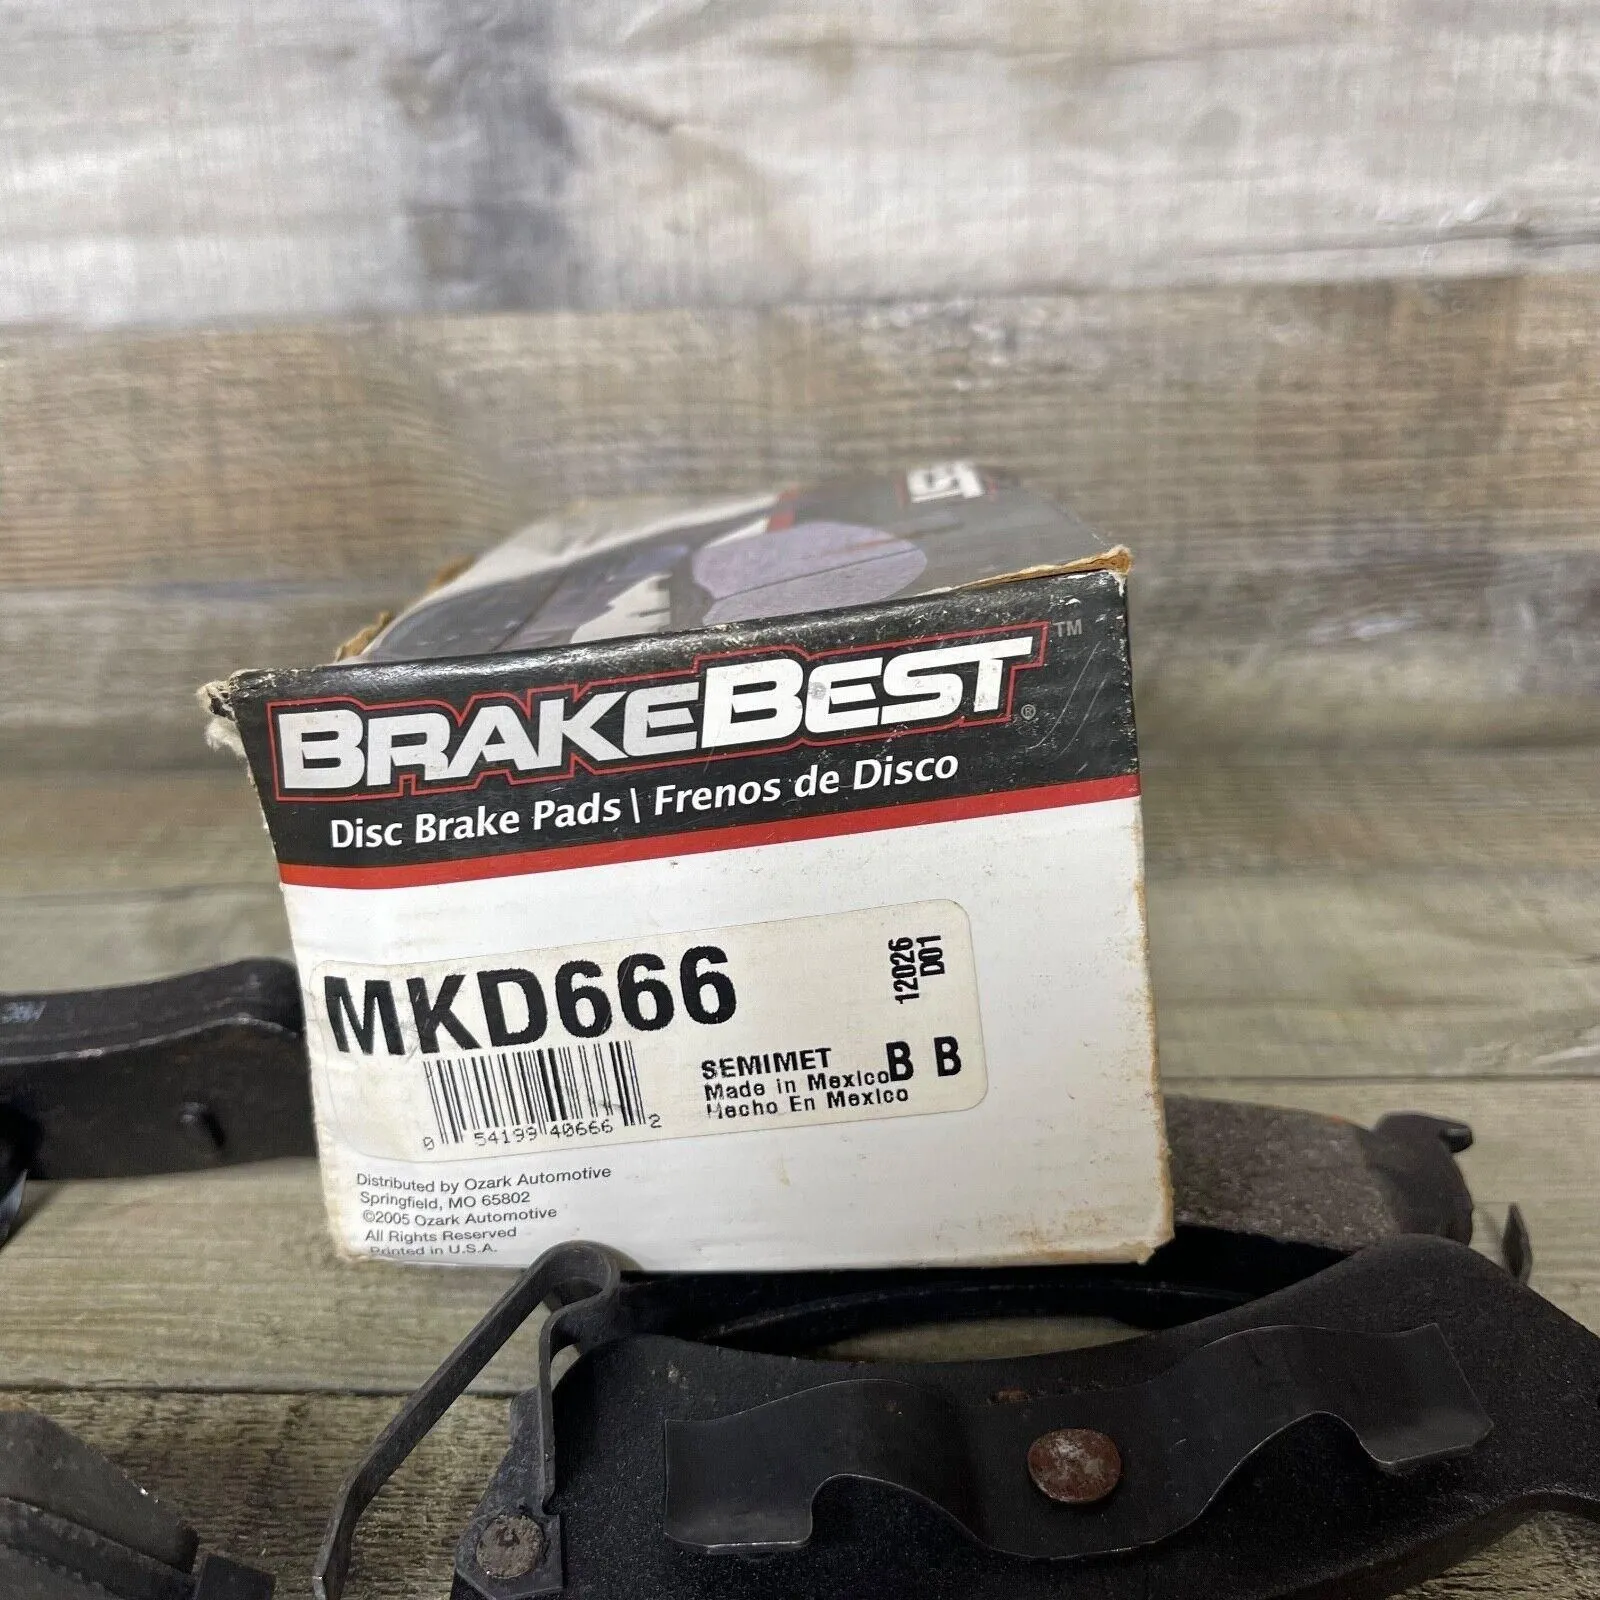 BRAKEBEST™
®
Disc Brake Pads \ Frenos de Disco
MKD666
12026
D01
SEMIMET
Made in Mexico
Hecho En Mexico
B B
0 54199 40666 2
Distributed by Ozark Automotive
Springfield, MO 65802
©2005 Ozark Automotive
All Rights Reserved
Printed in U.S.A.